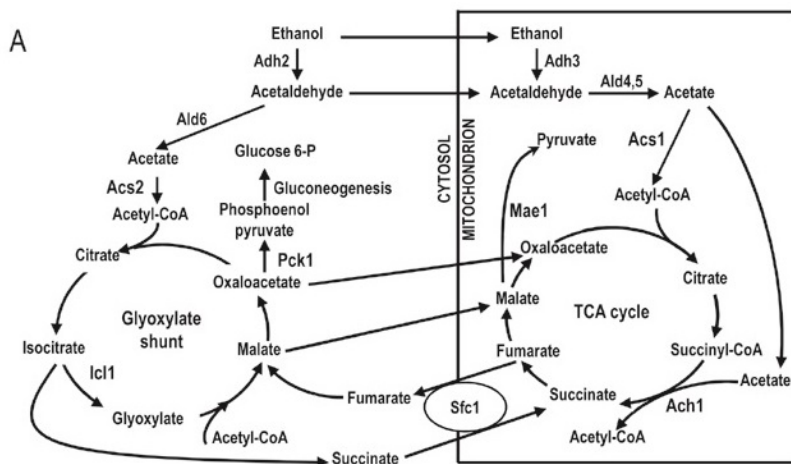 A
Ethanol
Ethanol
Adh2
Adh3
Acetaldehyde
Acetaldehyde
Ald4,5
Acetate
Ald6
Acetate
Glucose 6-P
CYTOSOL
MITOCHONDRION
Pyruvate
Acs1
Acs2
Gluconeogenesis
Acetyl-CoA
Phosphoenol
pyruvate
Mae1
Acetyl-CoA
Citrate
Pck1
Oxaloacetate
Oxaloacetate
Citrate
Glyoxylate
shunt
Malate
TCA cycle
Isocitrate
Malate
Fumarate
Succinyl-CoA
Icl1
Fumarate
Sfc1
Succinate
Acetate
Glyoxylate
Ach1
Acetyl-CoA
Acetyl-CoA
Succinate